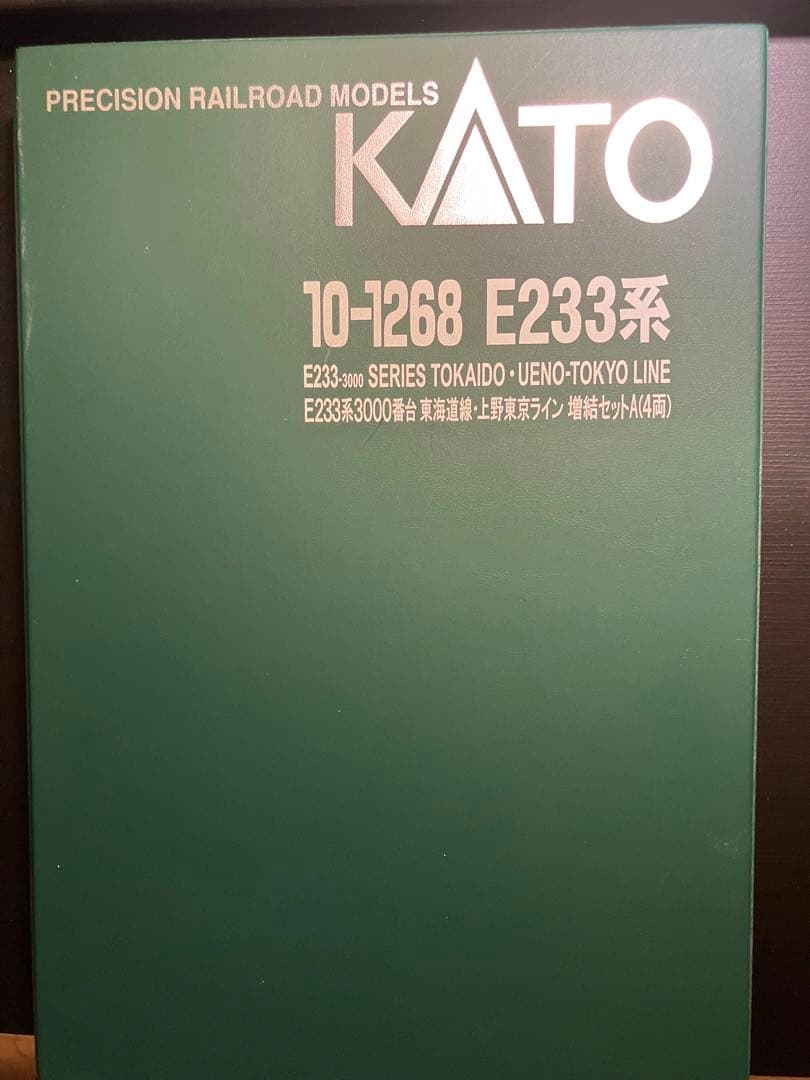 PRECISION RAILROAD MODELS
KATO
10-1268 E233系
E233-3000 SERIES TOKAIDO・UENO-TOKYO LINE
E233系3000番台 東海道線・上野東京ライン 増結セットA(4両)